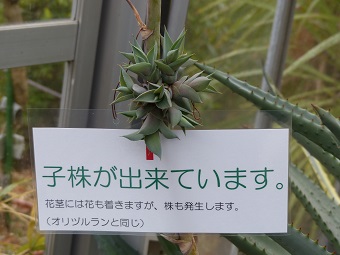 子株が出来ています。
花茎には花も着きますが、株も発生します。
（オリヅルランと同じ）